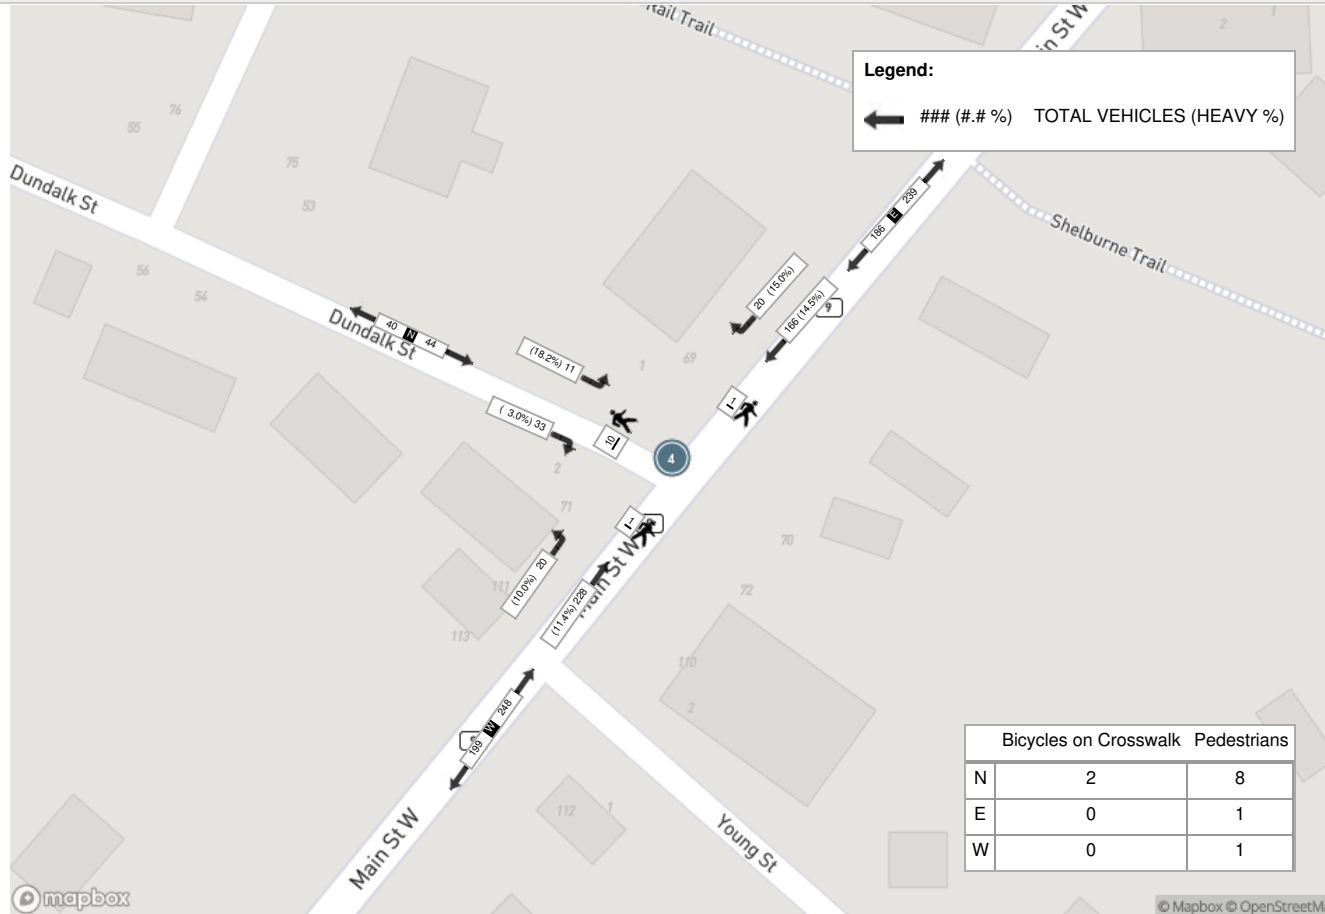 Rail Trail
in St W
2
1
Legend:
### (#.# %) TOTAL VEHICLES (HEAVY %)
76
55
75
53
Dundalk St
56
54
239
E
186
Shelburne Trail
20 (15.0%)
166 (14.5%)
9
40 N 44
Dundalk St
(18.2%) 11
1
69
( 3.0%) 33
10
1
4
2
71
1
Main St W
70
(10.0%) 20
111
(11.4%) 228
72
113
110
2
248
W
199
112
1
Main St W
Young St
Bicycles on Crosswalk Pedestrians
N 2 8
E 0 1
W 0 1
mapbox
© Mapbox © OpenStreetM